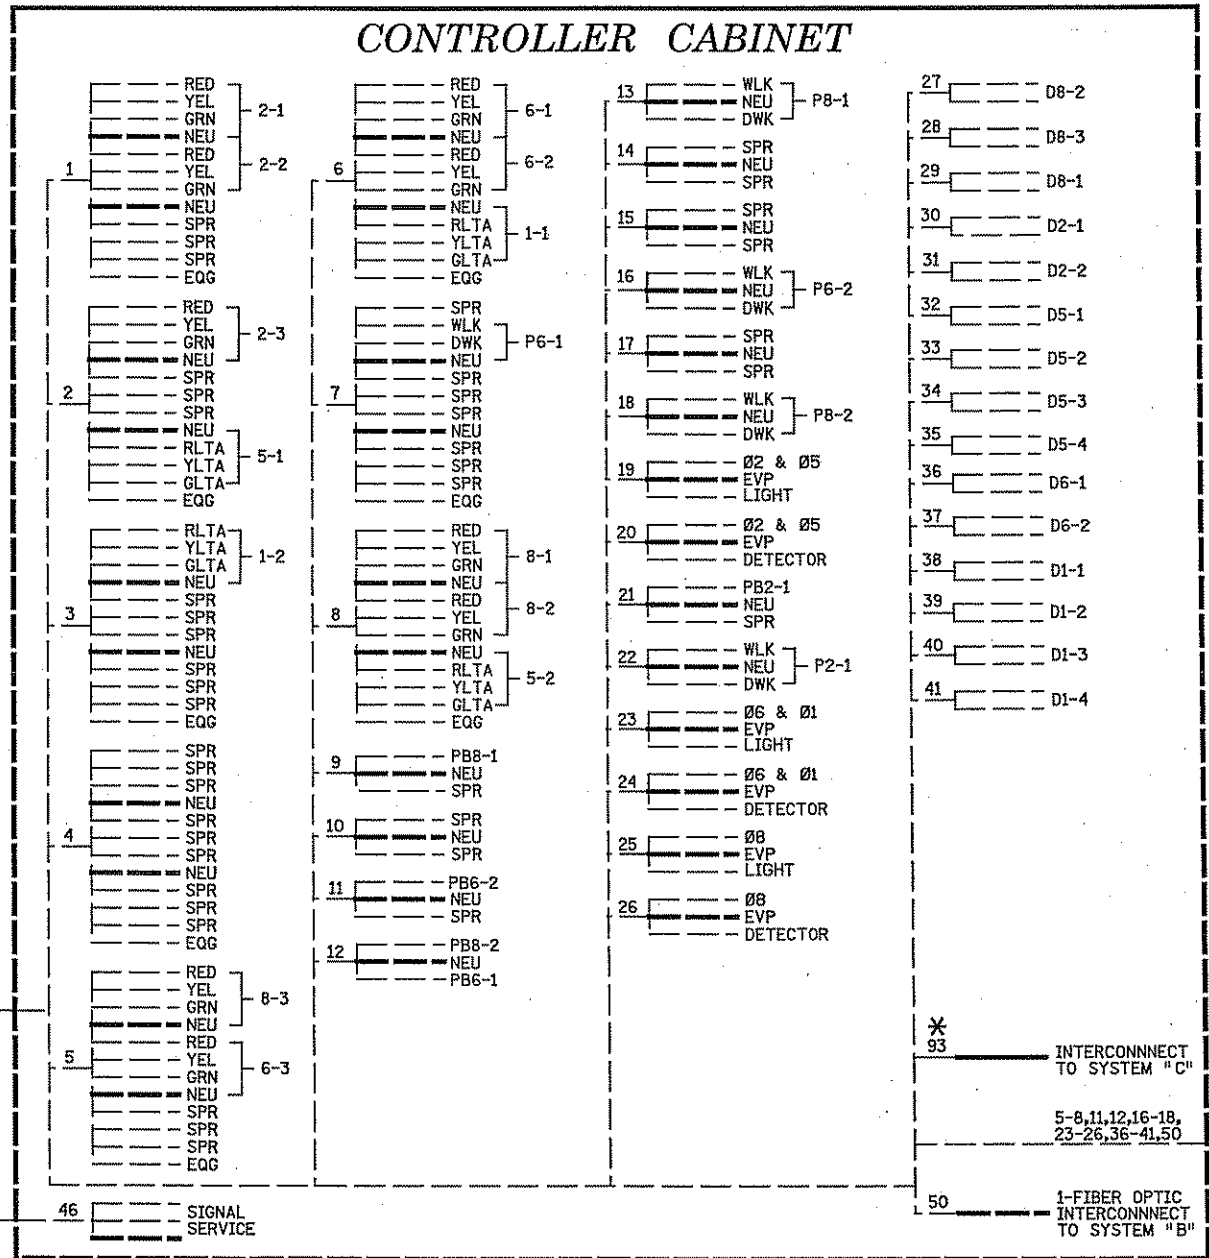 CONTROLLER CABINET
1
RED
YEL
GRN
NEU
2-1
RED
YEL
GRN
NEU
2-2
SPR
SPR
SPR
EQG
2
RED
YEL
GRN
NEU
2-3
SPR
SPR
SPR
NEU
RLTA
YLTA
GLTA
5-1
EQG
3
RLTA
YLTA
GLTA
NEU
1-2
SPR
SPR
SPR
NEU
SPR
SPR
SPR
EQG
4
SPR
SPR
SPR
NEU
SPR
SPR
SPR
NEU
SPR
SPR
SPR
EQG
5
RED
YEL
GRN
NEU
8-3
RED
YEL
GRN
NEU
6-3
SPR
SPR
SPR
EQG
46
SIGNAL
SERVICE
6
RED
YEL
GRN
NEU
6-1
RED
YEL
GRN
6-2
NEU
RLTA
YLTA
GLTA
1-1
EQG
7
SPR
WLK
DWK
NEU
P6-1
SPR
SPR
SPR
NEU
SPR
SPR
SPR
EQG
8
RED
YEL
GRN
NEU
8-1
RED
YEL
GRN
8-2
NEU
RLTA
YLTA
GLTA
5-2
EQG
9
PB8-1
NEU
SPR
10
SPR
NEU
SPR
11
PB6-2
NEU
SPR
12
PB8-2
NEU
PB6-1
13
WLK
NEU
DWK
P8-1
14
SPR
NEU
SPR
15
SPR
NEU
SPR
16
WLK
NEU
DWK
P6-2
17
SPR
NEU
SPR
18
WLK
NEU
DWK
P8-2
19
Ø2 & Ø5
EVP
LIGHT
20
Ø2 & Ø5
EVP
DETECTOR
21
PB2-1
NEU
SPR
22
WLK
NEU
DWK
P2-1
23
Ø6 & Ø1
EVP
LIGHT
24
Ø6 & Ø1
EVP
DETECTOR
25
Ø8
EVP
LIGHT
26
Ø8
EVP
DETECTOR
27 D8-2
28 D8-3
29 D8-1
30 D2-1
31 D2-2
32 D5-1
33 D5-2
34 D5-3
35 D5-4
36 D6-1
37 D6-2
38 D1-1
39 D1-2
40 D1-3
41 D1-4
*
93
INTERCONNNECT
TO SYSTEM "C"
5-8,11,12,16-18,
23-26,36-41,50
50
1-FIBER OPTIC
INTERCONNNECT
TO SYSTEM "B"